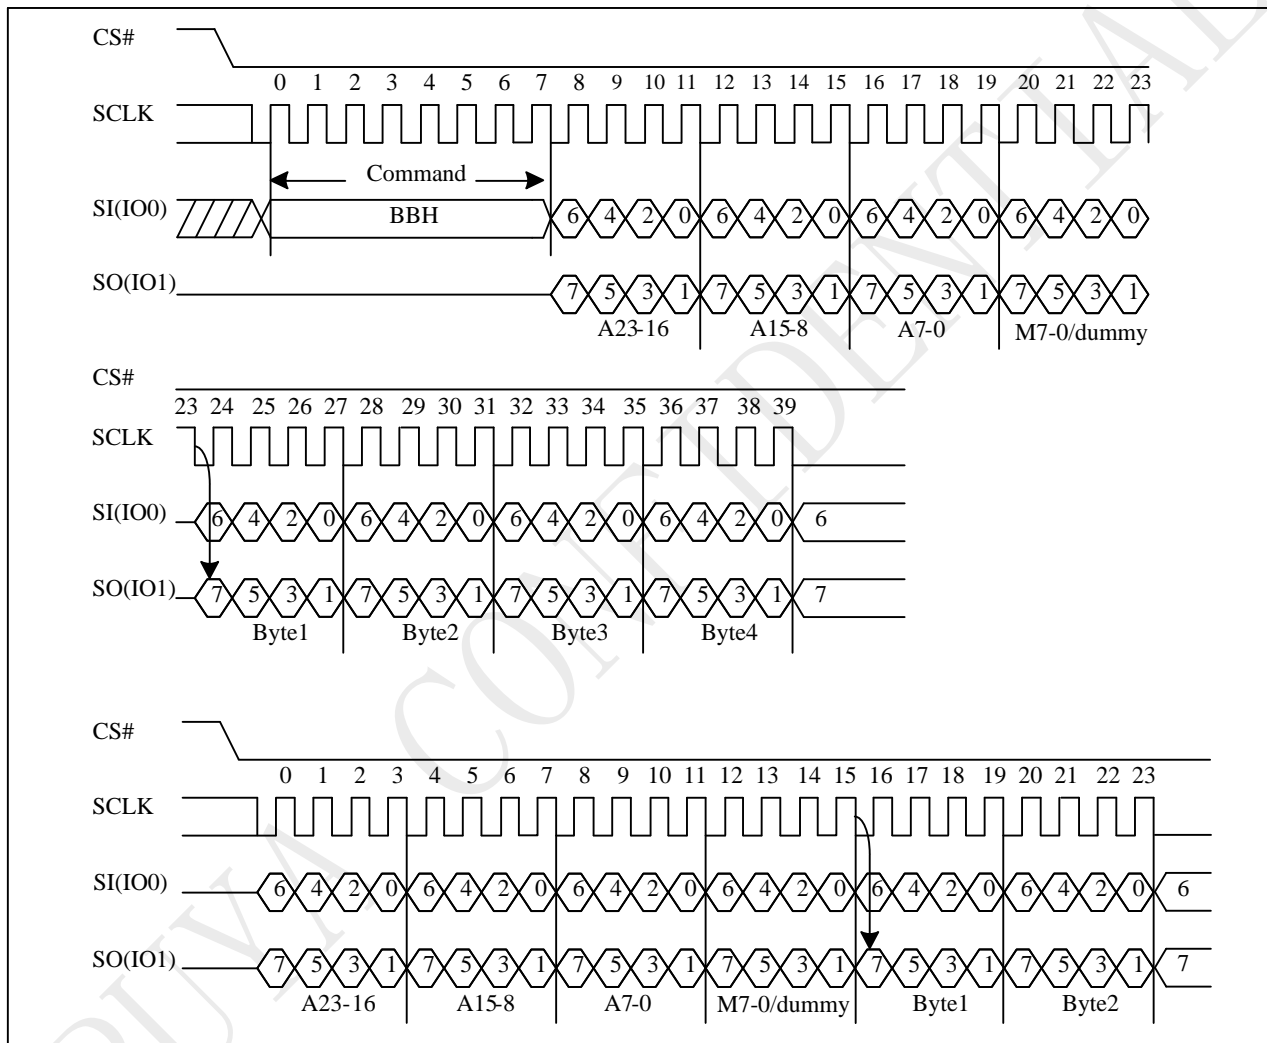 CS#
0 1 2 3 4 5 6 7 8 9 10 11 12 13 14 15 16 17 18 19 20 21 22 23
SCLK
Command
SI(IO0) BBH 6 4 2 0 6 4 2 0 6 4 2 0 6 4 2 0
SO(IO1) 7 5 3 1 7 5 3 1 7 5 3 1 7 5 3 1
A23-16 A15-8 A7-0 M7-0/dummy
CS#
23 24 25 26 27 28 29 30 31 32 33 34 35 36 37 38 39
SCLK
SI(IO0) 6 4 2 0 6 4 2 0 6 4 2 0 6 4 2 0 6
SO(IO1) 7 5 3 1 7 5 3 1 7 5 3 1 7 5 3 1 7
Byte1 Byte2 Byte3 Byte4
CS#
0 1 2 3 4 5 6 7 8 9 10 11 12 13 14 15 16 17 18 19 20 21 22 23
SCLK
SI(IO0) 6 4 2 0 6 4 2 0 6 4 2 0 6 4 2 0 6 4 2 0 6 4 2 0 6
SO(IO1) 7 5 3 1 7 5 3 1 7 5 3 1 7 5 3 1 7 5 3 1 7 5 3 1 7
A23-16 A15-8 A7-0 M7-0/dummy Byte1 Byte2
PUYA CONFIDENTIAL